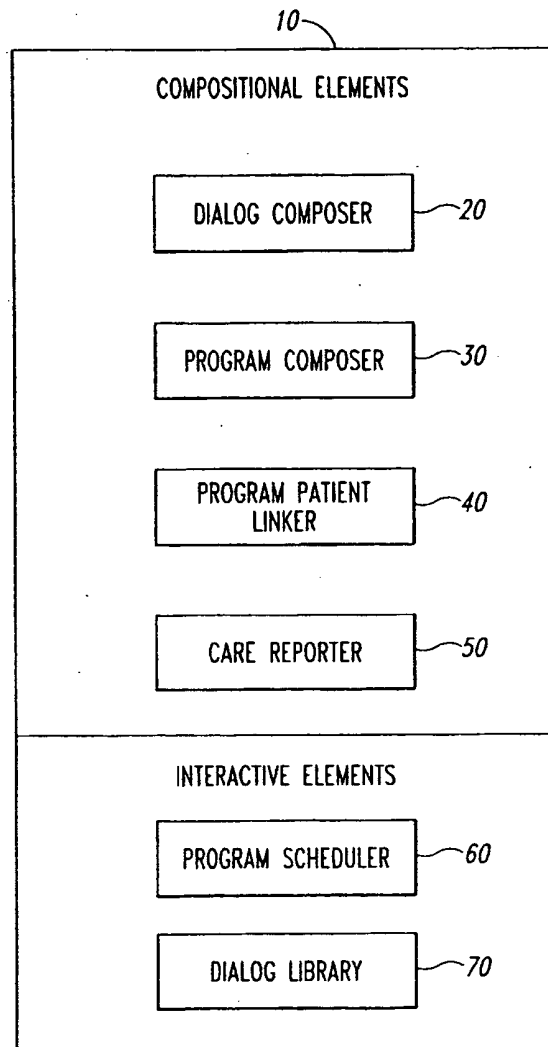 10
COMPOSITIONAL ELEMENTS
DIALOG COMPOSER 20
PROGRAM COMPOSER 30
PROGRAM PATIENT
LINKER 40
CARE REPORTER 50
INTERACTIVE ELEMENTS
PROGRAM SCHEDULER 60
DIALOG LIBRARY 70